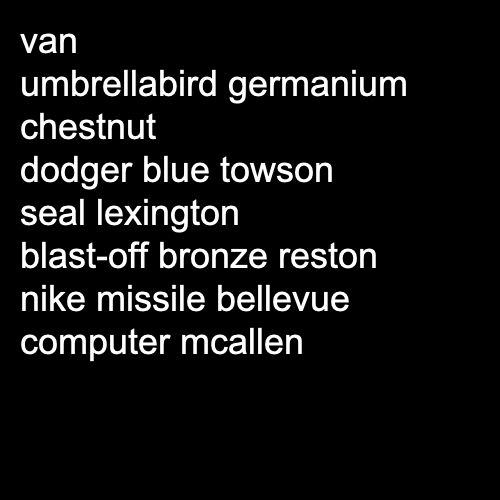 van
umbrellabird germanium
chestnut
dodger blue towson
seal lexington
blast-off bronze reston
nike missile bellevue
computer mcallen